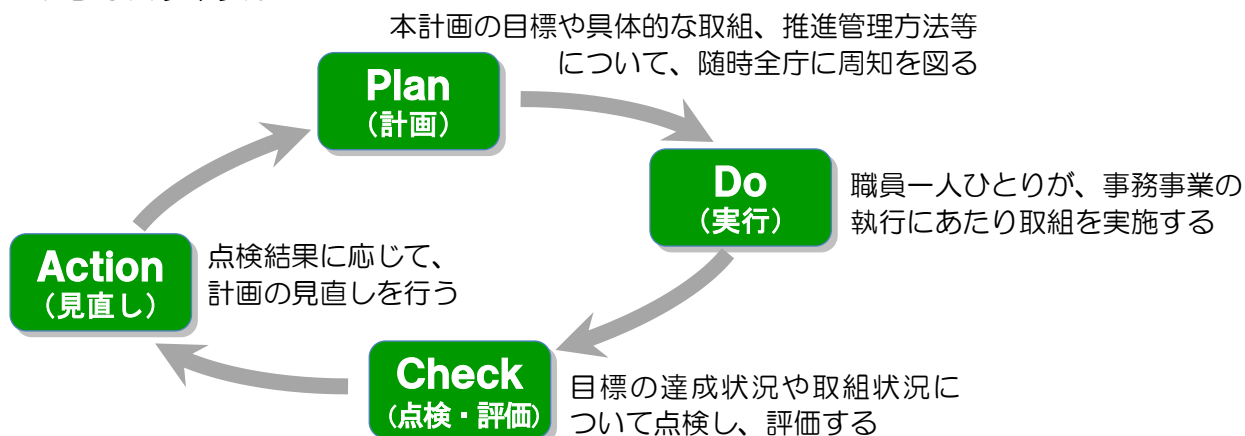 本計画の目標や具体的な取組、推進管理方法等
について、随時全庁に周知を図る
Plan
（計画）
Do
（実行）
職員一人ひとりが、事務事業の
執行にあたり取組を実施する
Action
（見直し）
点検結果に応じて、
計画の見直しを行う
Check
（点検・評価）
目標の達成状況や取組状況に
ついて点検し、評価する